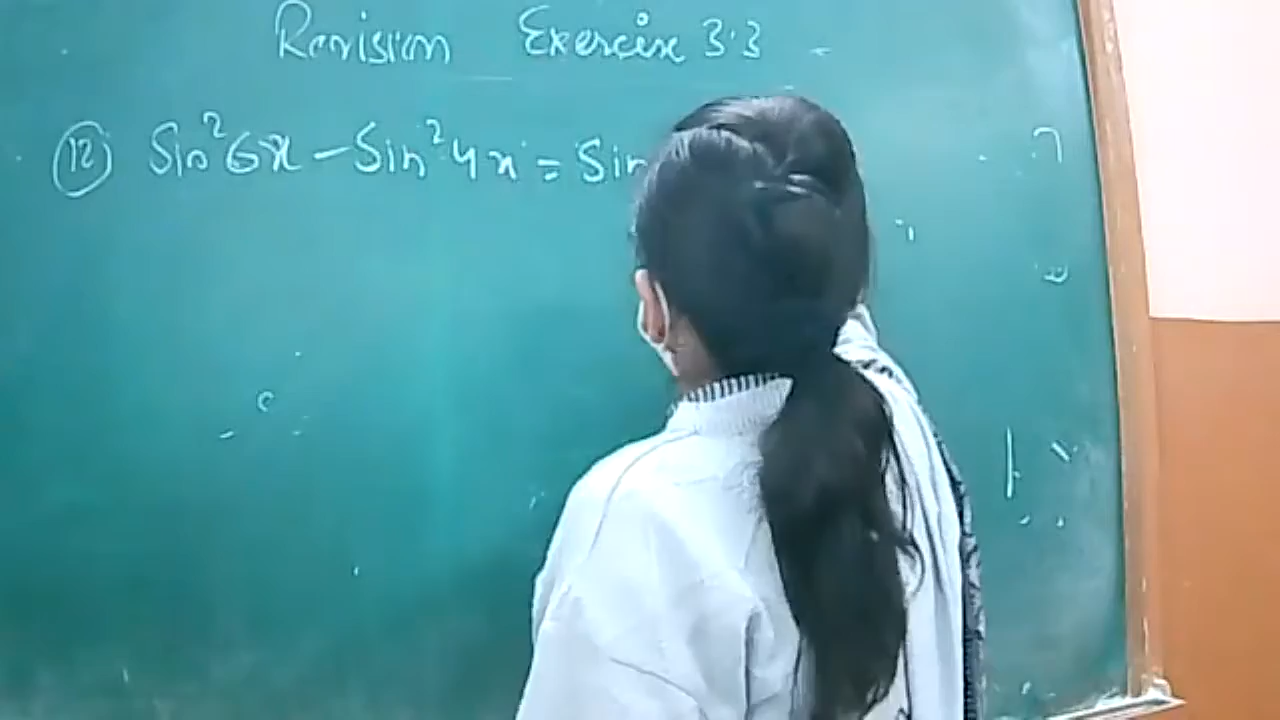 Revision Exercise 3.3
(12) Sin²6x - Sin²4x = Sin